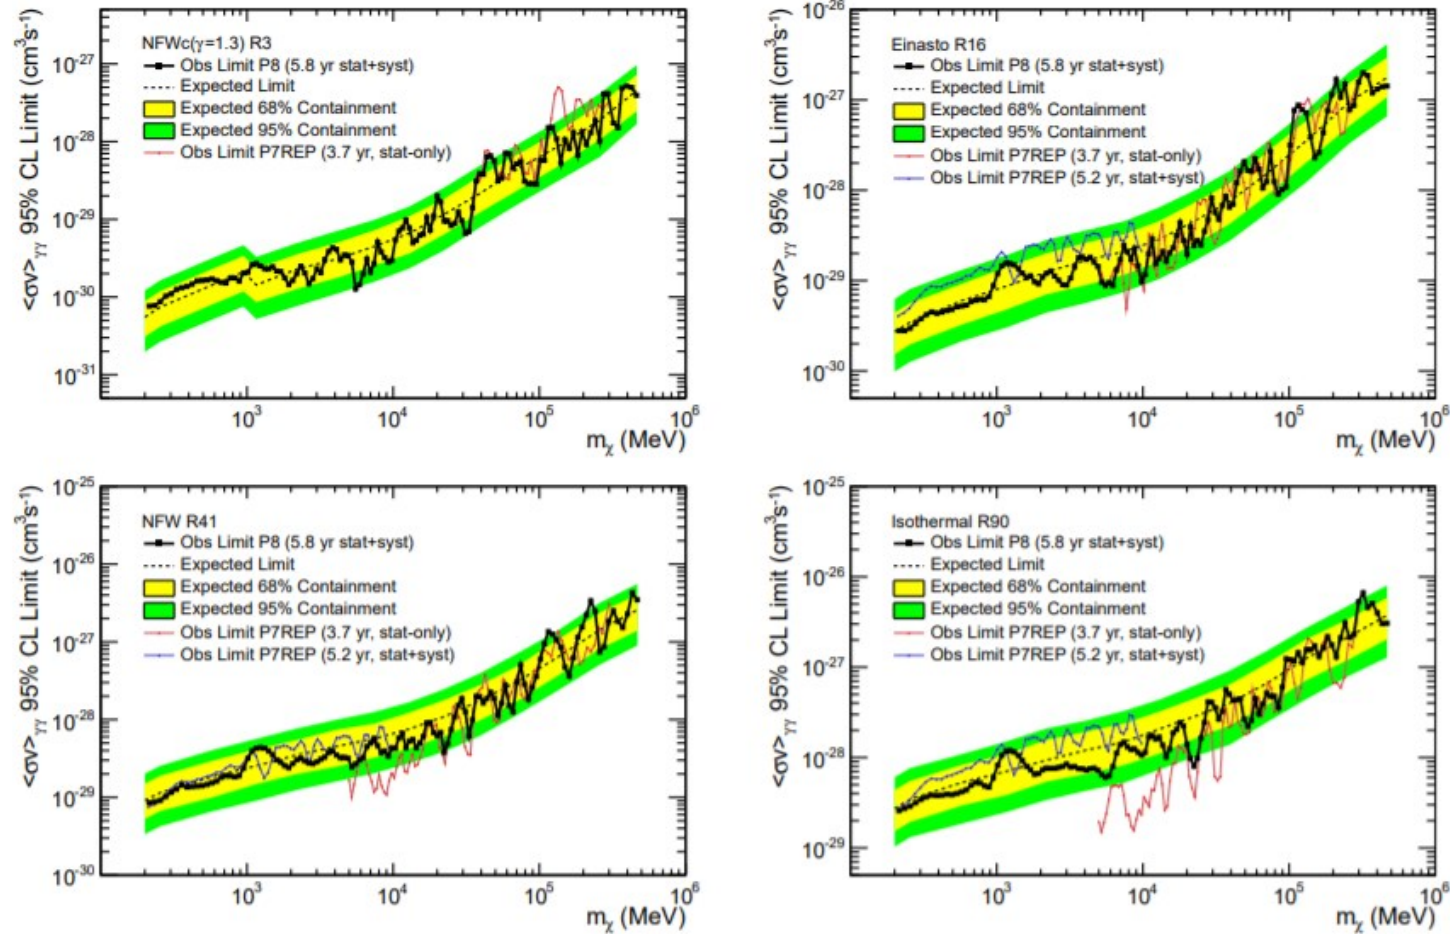 NFWc(γ=1.3) R3
Obs Limit P8 (5.8 yr stat+syst)
Expected Limit
Expected 68% Containment
Expected 95% Containment
Obs Limit P7REP (3.7 yr, stat-only)
<σv>γγ 95% CL Limit (cm³s⁻¹)
10⁻²⁷
10⁻²⁸
10⁻²⁹
10⁻³⁰
10⁻³¹
10³ 10⁴ 10⁵ 10⁶
mχ (MeV)
Einasto R16
Obs Limit P8 (5.8 yr stat+syst)
Expected Limit
Expected 68% Containment
Expected 95% Containment
Obs Limit P7REP (3.7 yr, stat-only)
Obs Limit P7REP (5.2 yr, stat+syst)
<σv>γγ 95% CL Limit (cm³s⁻¹)
10⁻²⁶
10⁻²⁷
10⁻²⁸
10⁻²⁹
10⁻³⁰
10³ 10⁴ 10⁵ 10⁶
mχ (MeV)
NFW R41
Obs Limit P8 (5.8 yr stat+syst)
Expected Limit
Expected 68% Containment
Expected 95% Containment
Obs Limit P7REP (3.7 yr, stat-only)
Obs Limit P7REP (5.2 yr, stat+syst)
<σv>γγ 95% CL Limit (cm³s⁻¹)
10⁻²⁵
10⁻²⁶
10⁻²⁷
10⁻²⁸
10⁻²⁹
10⁻³⁰
10³ 10⁴ 10⁵ 10⁶
mχ (MeV)
Isothermal R90
Obs Limit P8 (5.8 yr stat+syst)
Expected Limit
Expected 68% Containment
Expected 95% Containment
Obs Limit P7REP (3.7 yr, stat-only)
Obs Limit P7REP (5.2 yr, stat+syst)
<σv>γγ 95% CL Limit (cm³s⁻¹)
10⁻²⁵
10⁻²⁶
10⁻²⁷
10⁻²⁸
10⁻²⁹
10³ 10⁴ 10⁵ 10⁶
mχ (MeV)